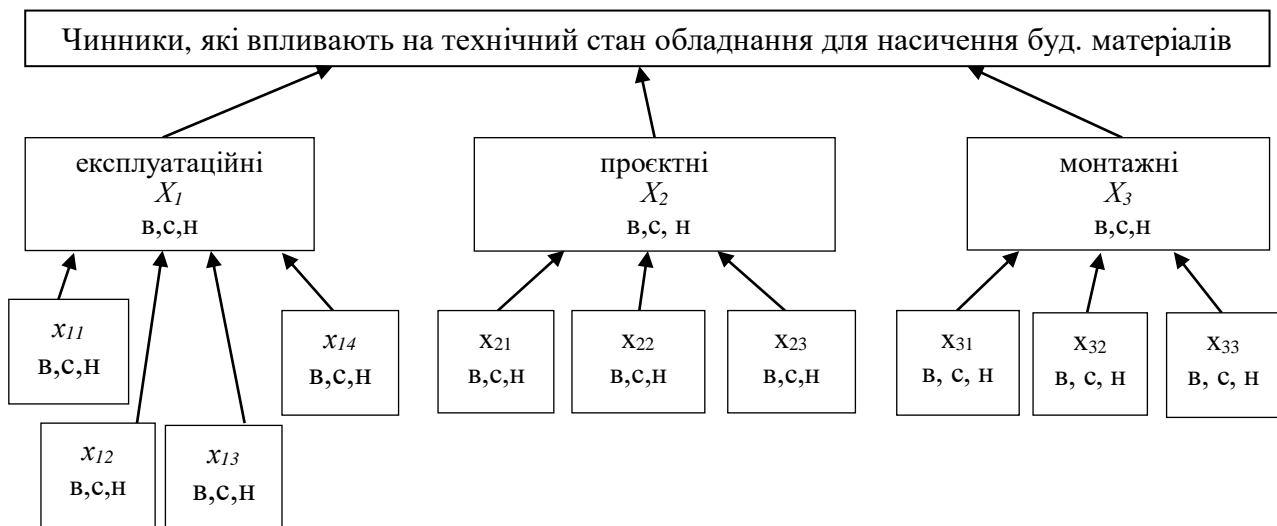 Чинники, які впливають на технічний стан обладнання для насичення буд. матеріалів
експлуатаційні
X1
в,с,н
проєктні
X2
в,с, н
монтажні
X3
в,с,н
x11
в,с,н
x14
в,с,н
x21
в,с,н
x22
в,с,н
x23
в,с,н
x31
в, с, н
x32
в, с, н
x33
в, с, н
x12
в,с,н
x13
в,с,н